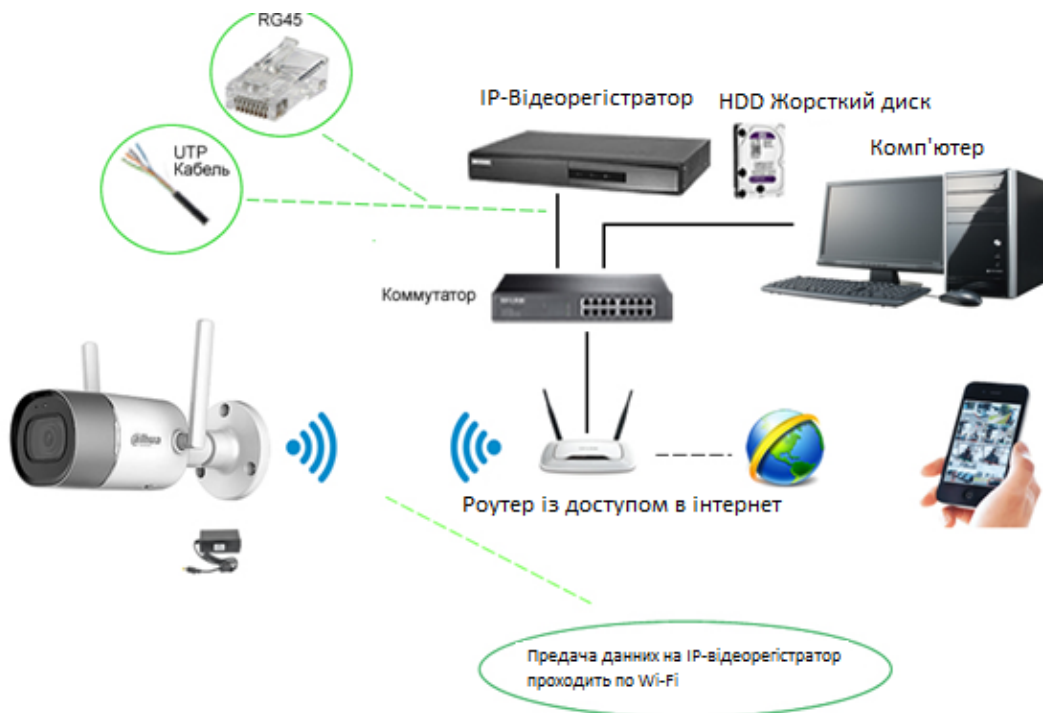 RG45
UTP
Кабель
IP-Відеорегістратор
HDD Жорсткий диск
Комп'ютер
Коммутатор
alhua
Роутер із доступом в інтернет
Предача данних на IP-відеорегістратор
проходить по Wi-Fi